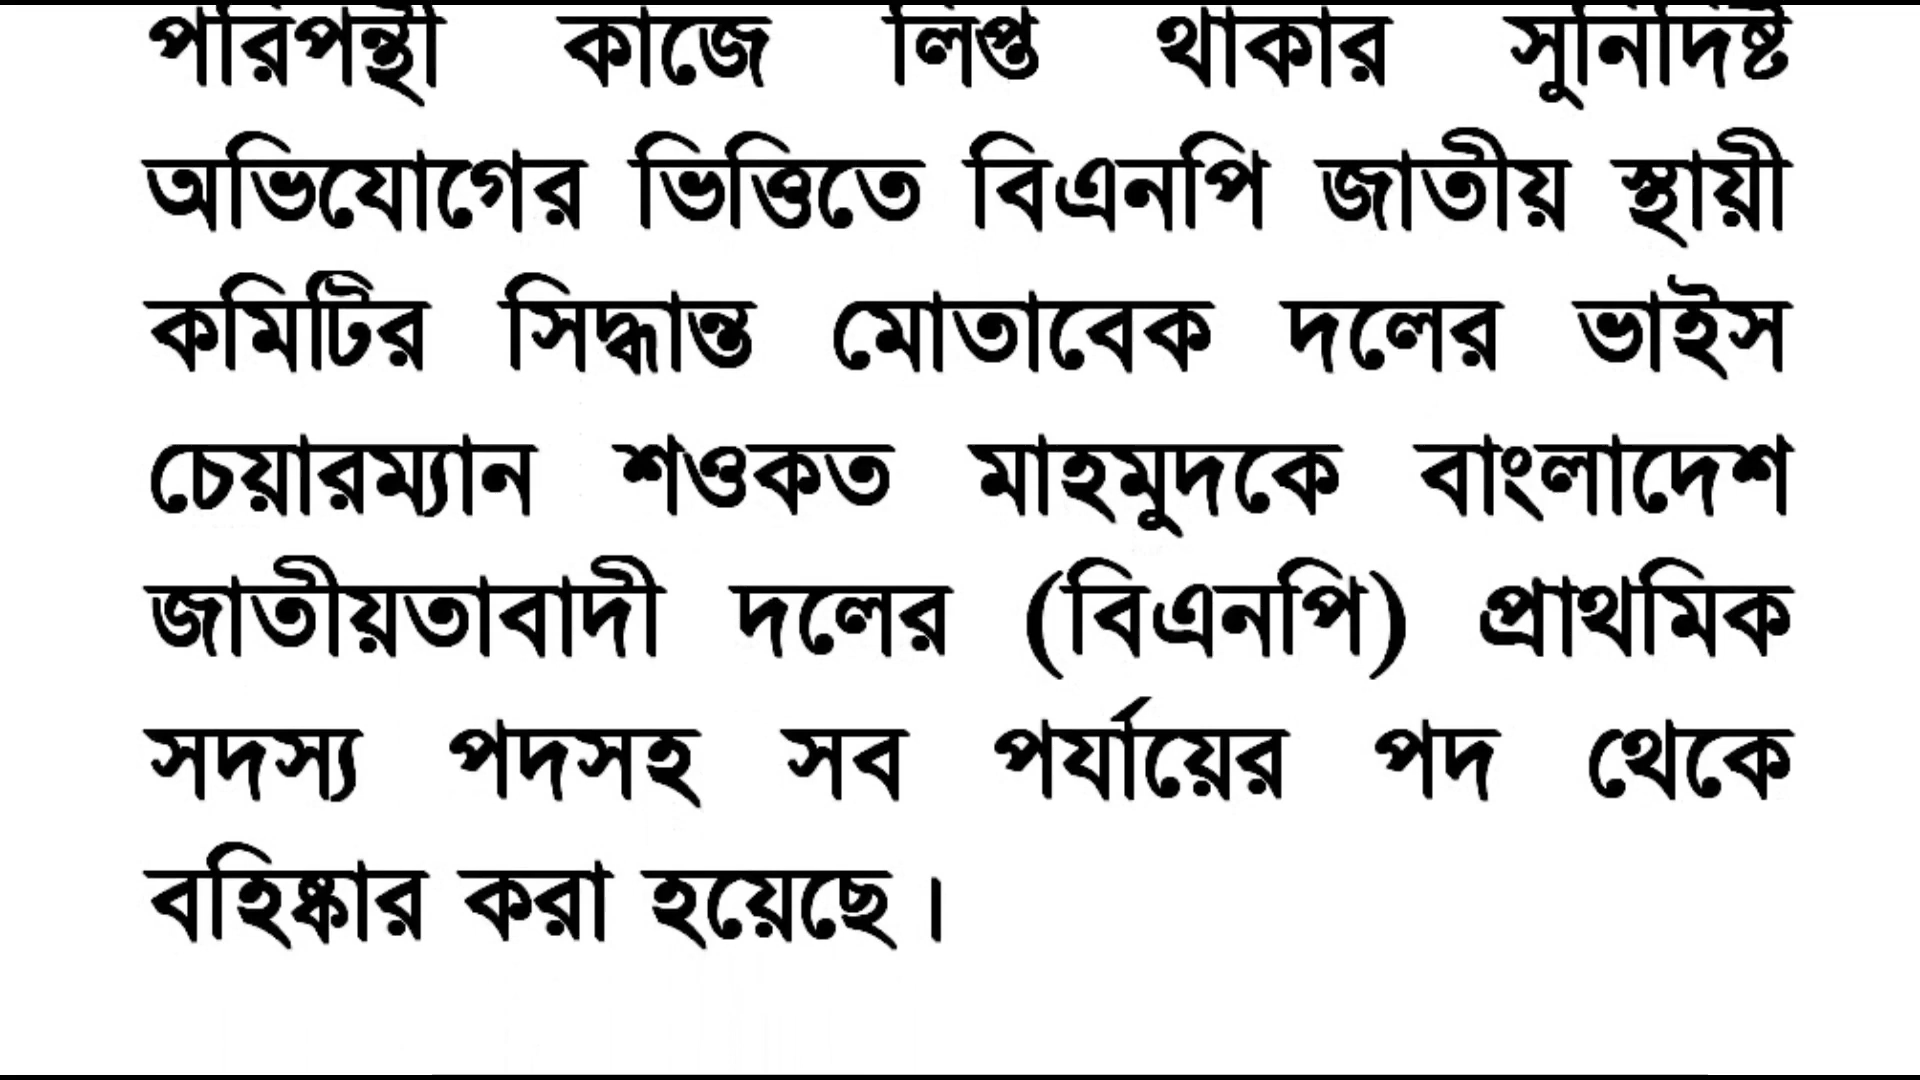 পরিপন্থী কাজে লিপ্ত থাকার সুনির্দিষ্ট
অভিযোগের ভিত্তিতে বিএনপি জাতীয় স্থায়ী
কমিটির সিদ্ধান্ত মোতাবেক দলের ভাইস
চেয়ারম্যান শওকত মাহমুদকে বাংলাদেশ
জাতীয়তাবাদী দলের (বিএনপি) প্রাথমিক
সদস্য পদসহ সব পর্যায়ের পদ থেকে
বহিষ্কার করা হয়েছে।